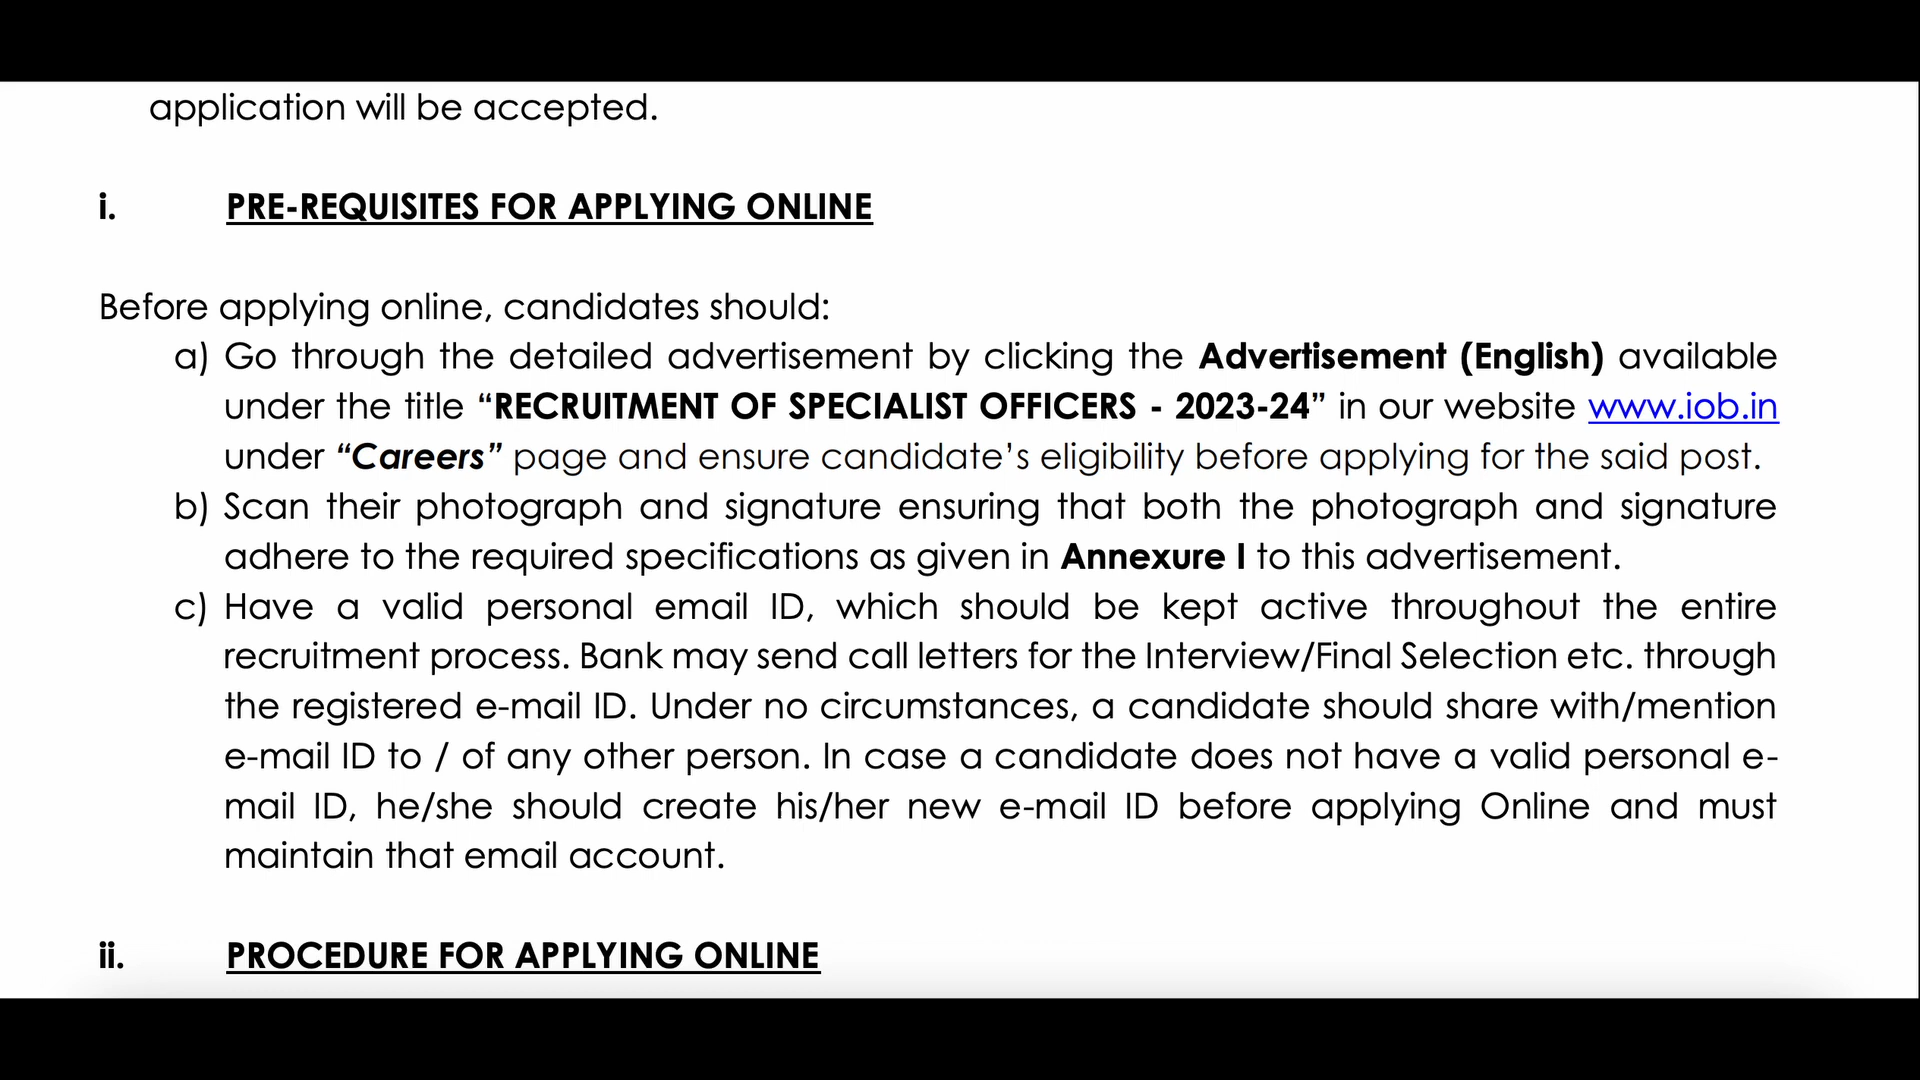 application will be accepted.
i. PRE-REQUISITES FOR APPLYING ONLINE
Before applying online, candidates should:
a) Go through the detailed advertisement by clicking the Advertisement (English) available
under the title “RECRUITMENT OF SPECIALIST OFFICERS - 2023-24” in our website www.iob.in
under “Careers” page and ensure candidate’s eligibility before applying for the said post.
b) Scan their photograph and signature ensuring that both the photograph and signature
adhere to the required specifications as given in Annexure I to this advertisement.
c) Have a valid personal email ID, which should be kept active throughout the entire
recruitment process. Bank may send call letters for the Interview/Final Selection etc. through
the registered e-mail ID. Under no circumstances, a candidate should share with/mention
e-mail ID to / of any other person. In case a candidate does not have a valid personal e-
mail ID, he/she should create his/her new e-mail ID before applying Online and must
maintain that email account.
ii. PROCEDURE FOR APPLYING ONLINE